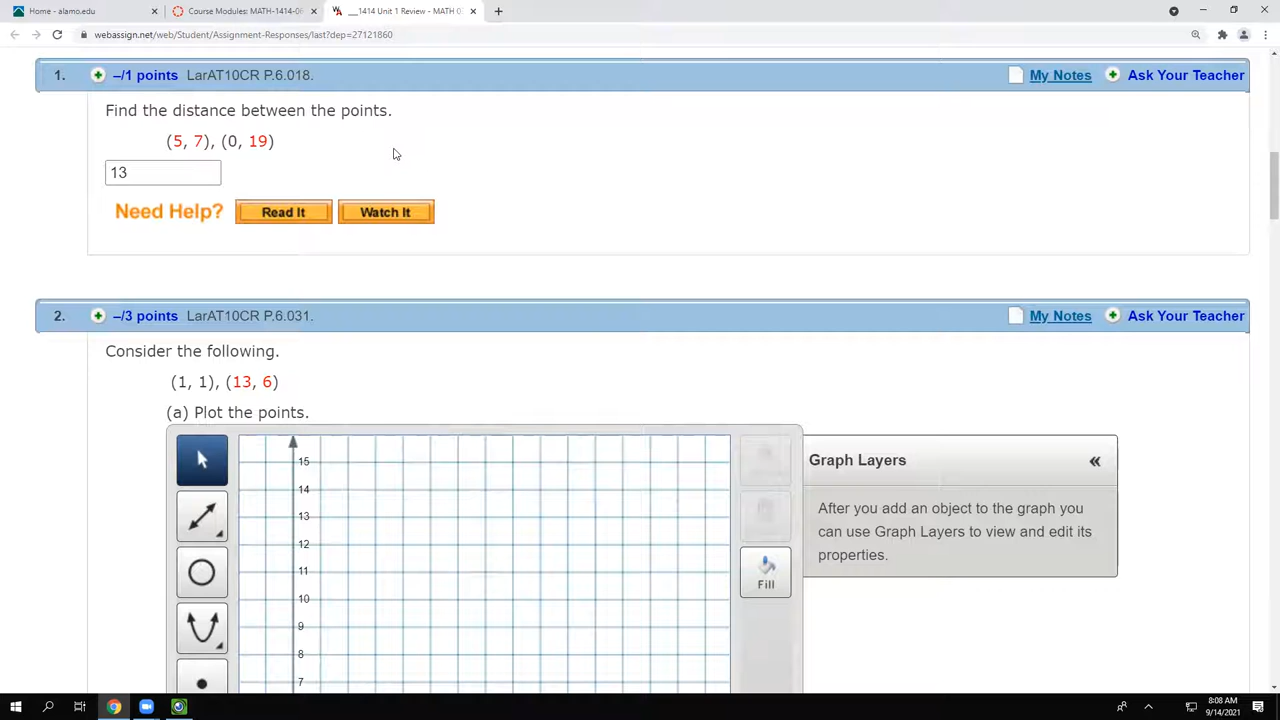 Home - alamo.edu
Course Modules: MATH-1414-06
__1414 Unit 1 Review - MATH 0
webassign.net/web/Student/Assignment-Responses/last?dep=27121860
1. –/1 points LarAT10CR P.6.018. My Notes Ask Your Teacher
Find the distance between the points.
(5, 7), (0, 19)
13
Need Help? Read It Watch It
2. –/3 points LarAT10CR P.6.031. My Notes Ask Your Teacher
Consider the following.
(1, 1), (13, 6)
(a) Plot the points.
15
14
13
12
11
10
9
8
7
Fill
Graph Layers
After you add an object to the graph you
can use Graph Layers to view and edit its
properties.
8:08 AM
9/14/2021